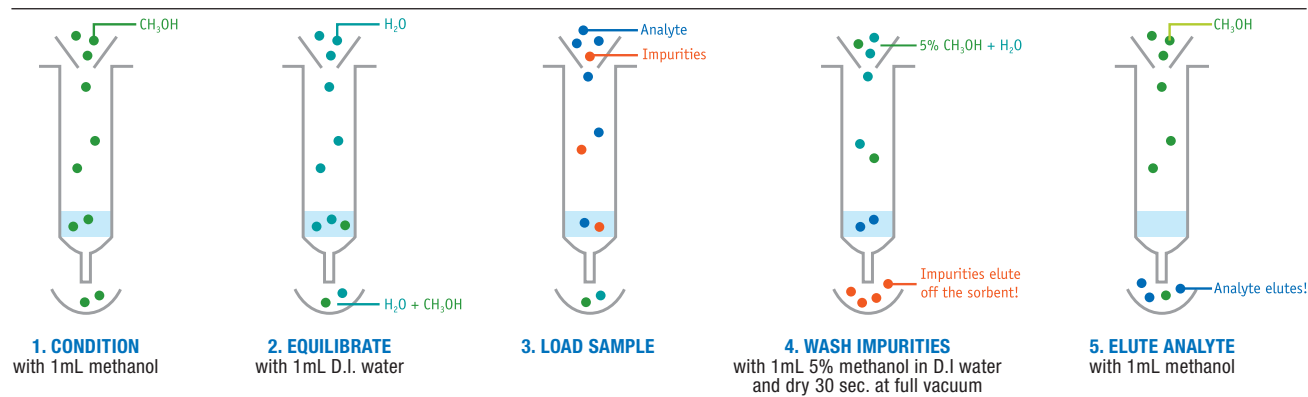 CH₃OH
H₂O
H₂O + CH₃OH
Analyte
Impurities
5% CH₃OH + H₂O
Impurities elute
off the sorbent!
CH₃OH
Analyte elutes!
1. CONDITION
with 1mL methanol
2. EQUILIBRATE
with 1mL D.I. water
3. LOAD SAMPLE
4. WASH IMPURITIES
with 1mL 5% methanol in D.I water
and dry 30 sec. at full vacuum
5. ELUTE ANALYTE
with 1mL methanol